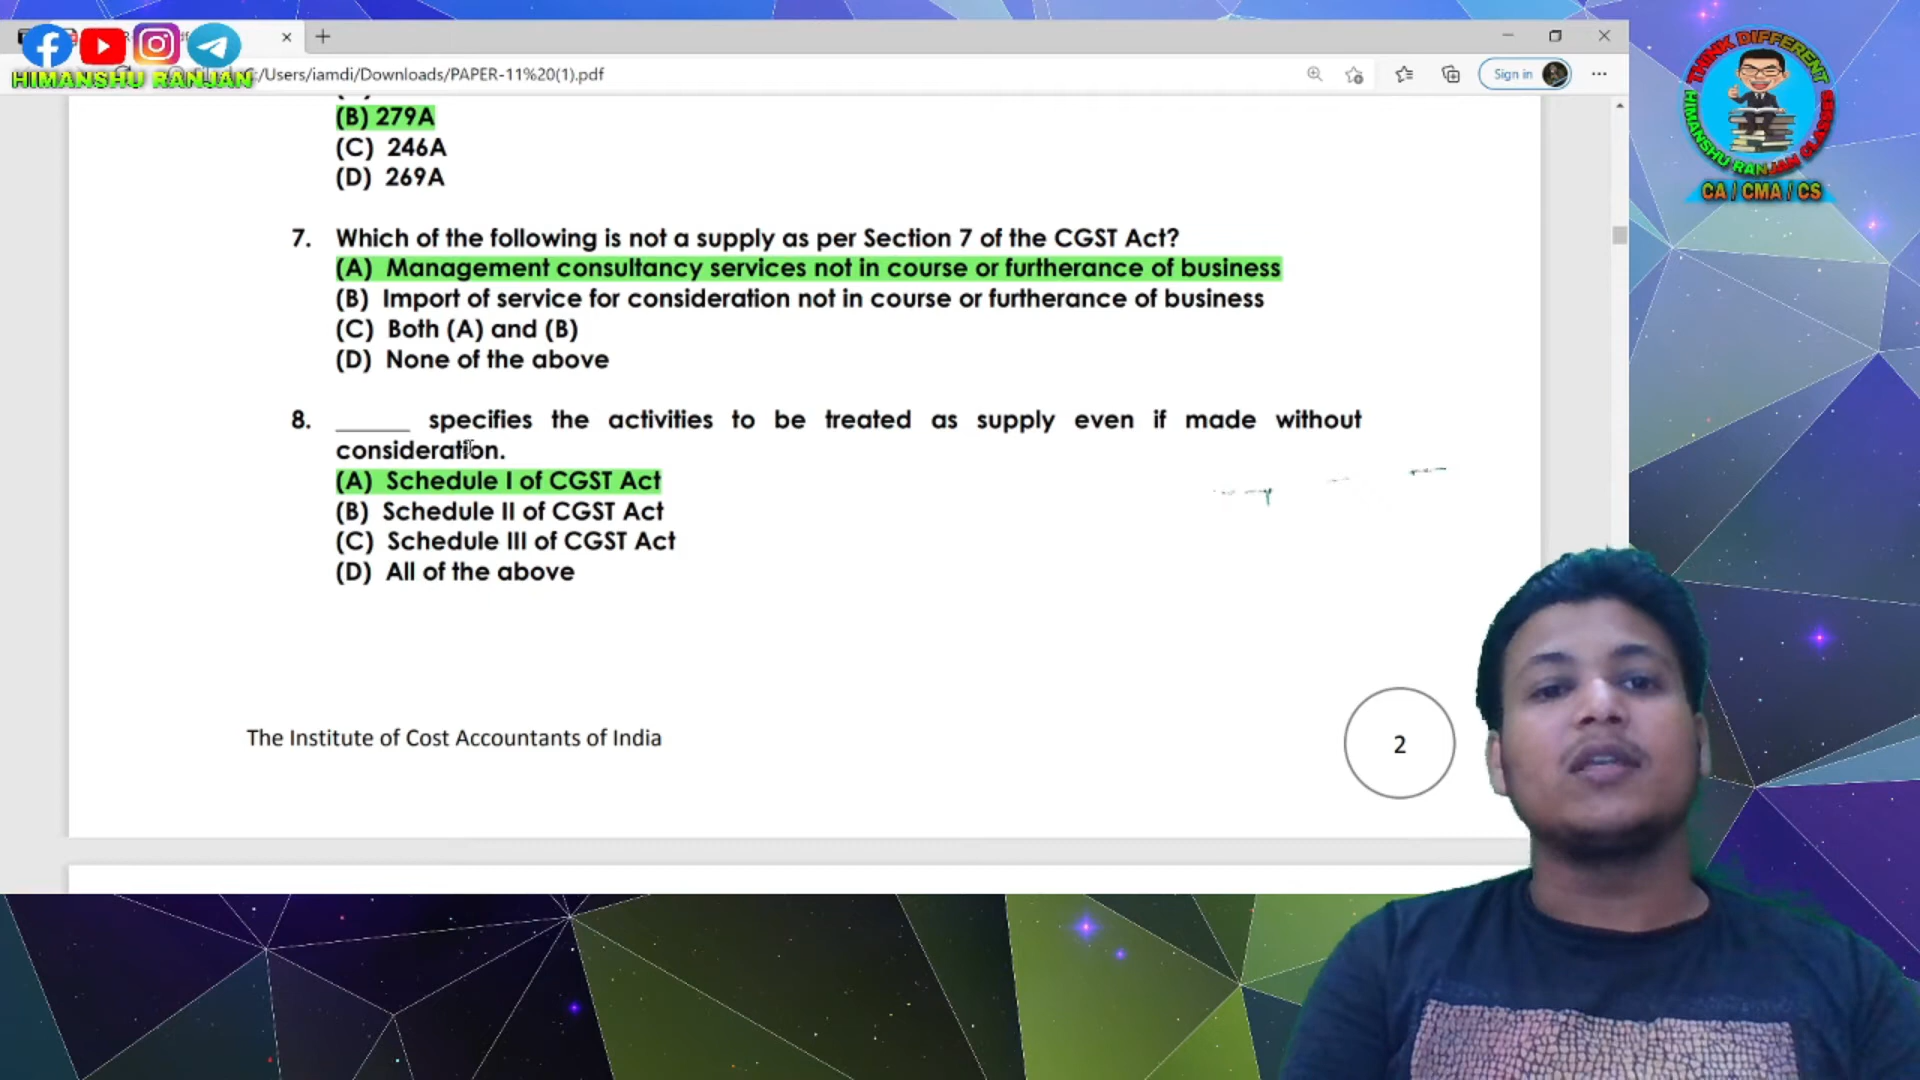 HIMANSHU RANJAN
:/Users/iamdi/Downloads/PAPER-11%20(1).pdf
Sign in
THINK DIFFERENT
HIMANSHU RANJAN CLASSES
CA / CMA / CS
(B) 279A
(C) 246A
(D) 269A
7. Which of the following is not a supply as per Section 7 of the CGST Act?
(A) Management consultancy services not in course or furtherance of business
(B) Import of service for consideration not in course or furtherance of business
(C) Both (A) and (B)
(D) None of the above
8. ______ specifies the activities to be treated as supply even if made without
consideration.
(A) Schedule I of CGST Act
(B) Schedule II of CGST Act
(C) Schedule III of CGST Act
(D) All of the above
The Institute of Cost Accountants of India
2